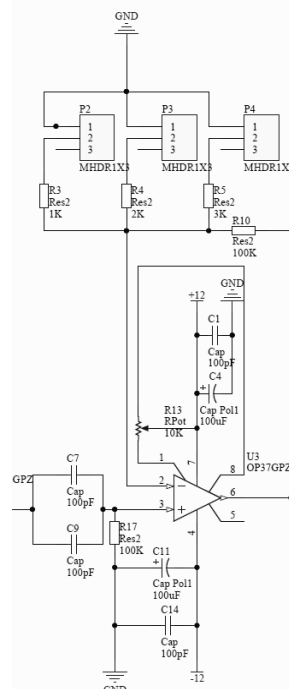 GND
P2 P3 P4
1 1 1
2 2 2
3 3 3
MHDR1X3 MHDR1X3 MHDR1X3
R3 R4 R5
Res2 Res2 Res2
1K 2K 3K
R10
Res2
100K
+12 GND
C1
Cap
100pF
C4
+
Cap Pol1
100uF
R13
RPot
10K
U3
OP37GPZ
1 7 8
2 6
3 5
4
GPZ
C7
Cap
100pF
C9
Cap
100pF
R17
Res2
100K
C11
+
Cap Pol1
100uF
C14
Cap
100pF
GND -12